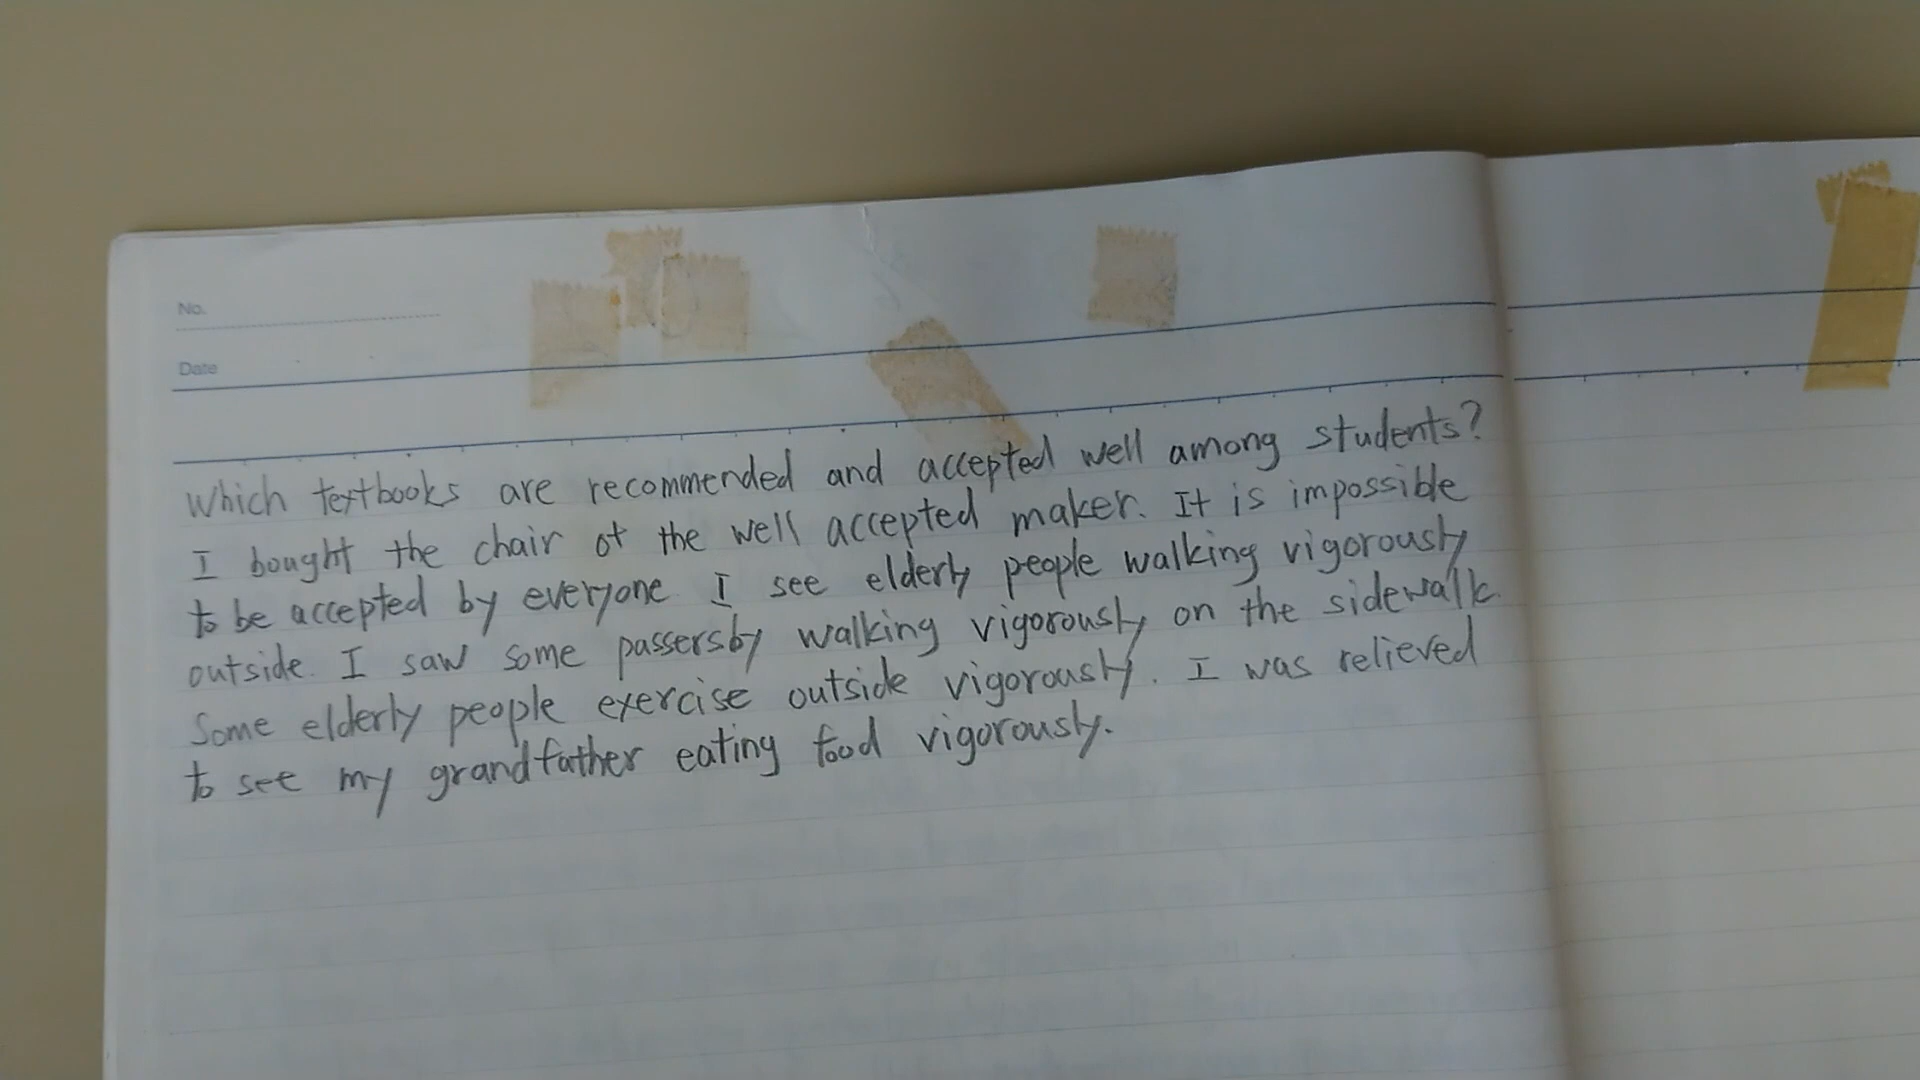 No.
Date
Which textbooks are recommended and accepted well among students?
I bought the chair of the well accepted maker. It is impossible
to be accepted by everyone. I see elderly people walking vigorously
outside. I saw some passersby walking vigorously on the sidewalk.
Some elderly people exercise outside vigorously. I was relieved
to see my grandfather eating food vigorously.